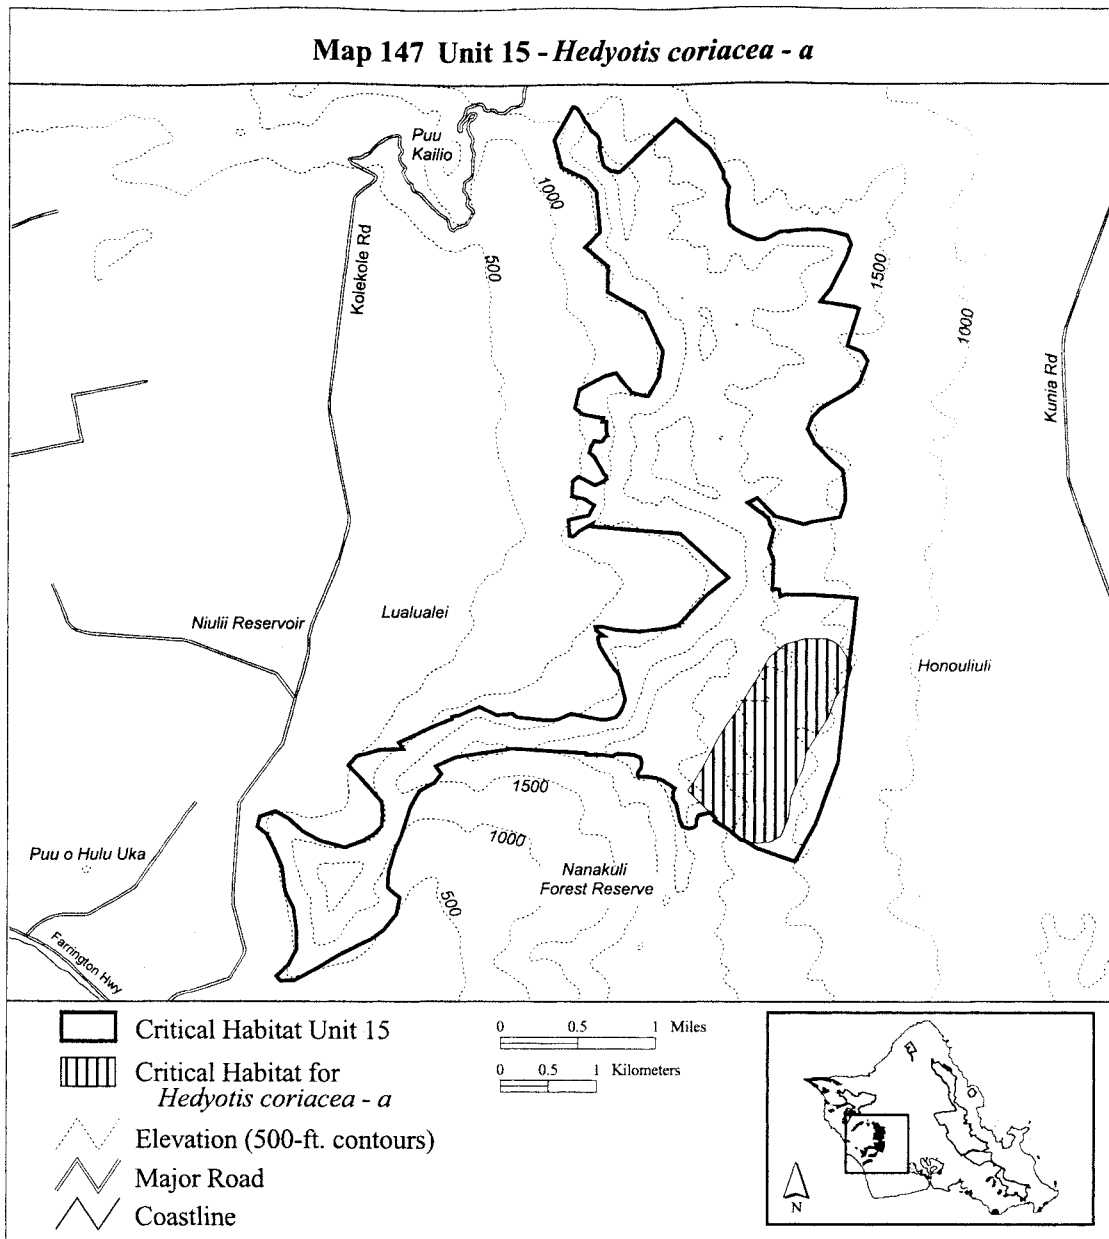 Map 147 Unit 15 - Hedyotis coriacea - a
Puu
Kailio
1000
Kolekole Rd
500
1500
1000
Kunia Rd
Niulii Reservoir
Lualualei
Honouliuli
1500
1000
Puu o Hulu Uka
Nanakuli
Forest Reserve
500
Farrington Hwy
Critical Habitat Unit 15
0 0.5 1 Miles
Critical Habitat for
Hedyotis coriacea - a
0 0.5 1 Kilometers
Elevation (500-ft. contours)
Major Road
Coastline
N